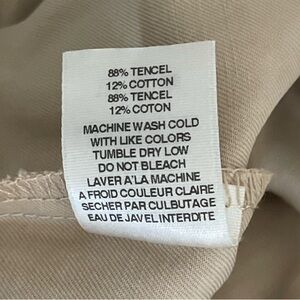 88% TENCEL
12% COTTON
88% TENCEL
12% COTON
MACHINE WASH COLD
WITH LIKE COLORS
TUMBLE DRY LOW
DO NOT BLEACH
LAVER A'LA MACHINE
A FROID COULEUR CLAIRE
SECHER PAR CULBUTAGE
EAU DE JAVEL INTERDITE